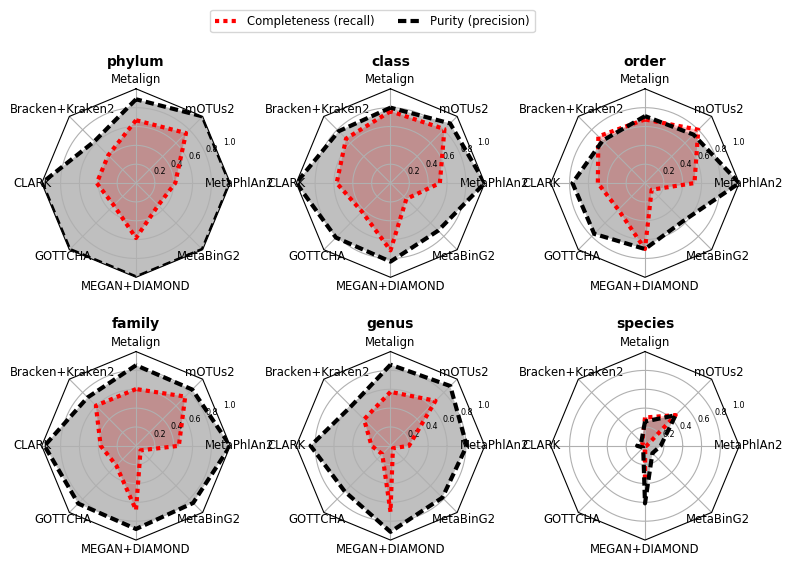 Completeness (recall) Purity (precision)
phylum
Metalign
Bracken+Kraken2
mOTUs2
1.0
0.8
0.6
0.4
0.2
CLARK
MetaPhlAn2
GOTTCHA
MetaBinG2
MEGAN+DIAMOND
class
Metalign
Bracken+Kraken2
mOTUs2
1.0
0.8
0.6
0.4
0.2
CLARK
MetaPhlAn2
GOTTCHA
MetaBinG2
MEGAN+DIAMOND
order
Metalign
Bracken+Kraken2
mOTUs2
1.0
0.8
0.6
0.4
0.2
CLARK
MetaPhlAn2
GOTTCHA
MetaBinG2
MEGAN+DIAMOND
family
Metalign
Bracken+Kraken2
mOTUs2
1.0
0.8
0.6
0.4
0.2
CLARK
MetaPhlAn2
GOTTCHA
MetaBinG2
MEGAN+DIAMOND
genus
Metalign
Bracken+Kraken2
mOTUs2
1.0
0.8
0.6
0.4
0.2
CLARK
MetaPhlAn2
GOTTCHA
MetaBinG2
MEGAN+DIAMOND
species
Metalign
Bracken+Kraken2
mOTUs2
1.0
0.8
0.6
0.4
0.2
CLARK
MetaPhlAn2
GOTTCHA
MetaBinG2
MEGAN+DIAMOND